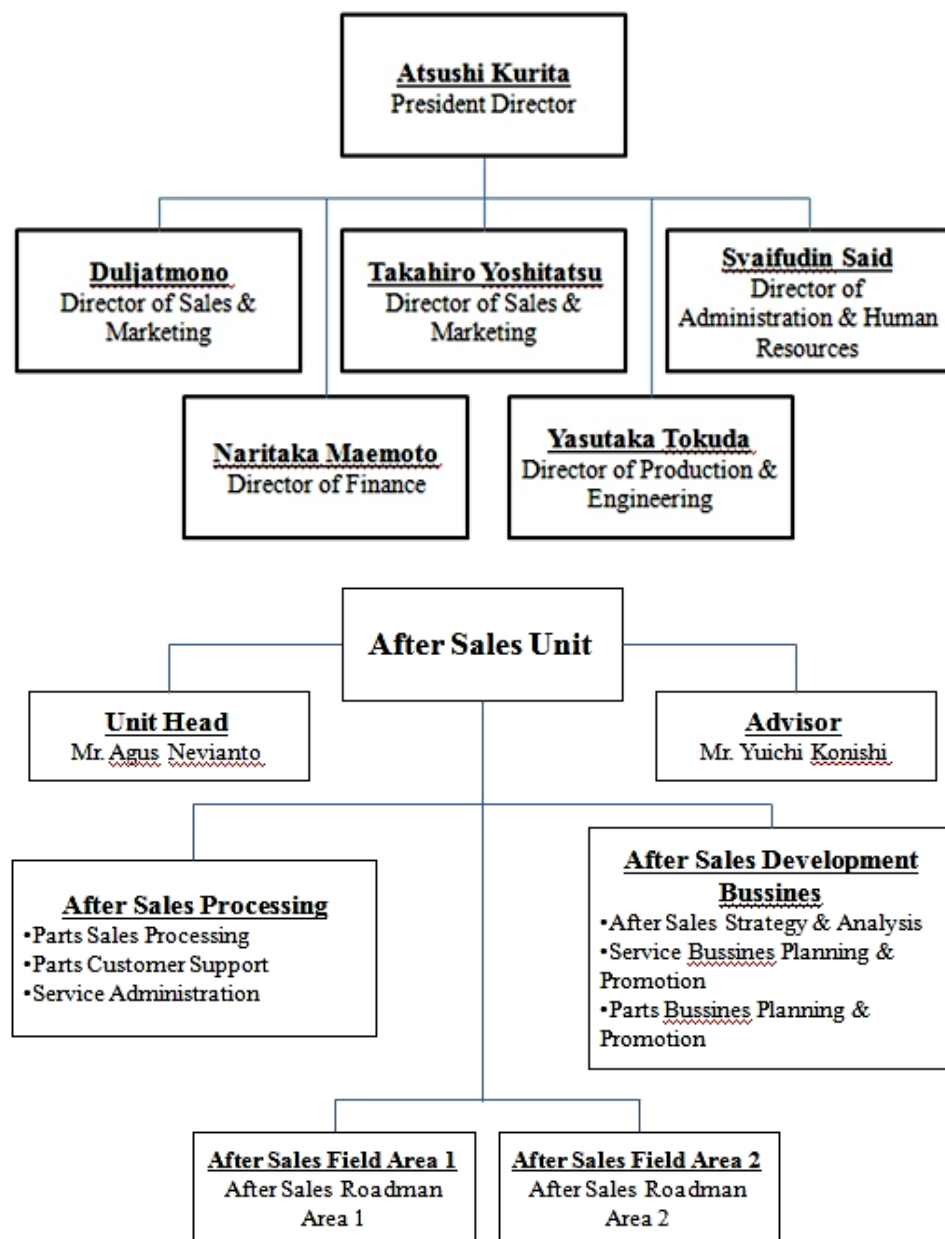 Atsushi Kurita
President Director
Duljatmono
Director of Sales &
Marketing
Takahiro Yoshitatsu
Director of Sales &
Marketing
Svaifudin Said
Director of
Administration & Human
Resources
Naritaka Maemoto
Director of Finance
Yasutaka Tokuda
Director of Production &
Engineering
After Sales Unit
Unit Head
Mr. Agus Nevianto
Advisor
Mr. Yuichi Konishi
After Sales Processing
•Parts Sales Processing
•Parts Customer Support
•Service Administration
After Sales Development
Bussines
•After Sales Strategy & Analysis
•Service Bussines Planning &
Promotion
•Parts Bussines Planning &
Promotion
After Sales Field Area 1
After Sales Roadman
Area 1
After Sales Field Area 2
After Sales Roadman
Area 2